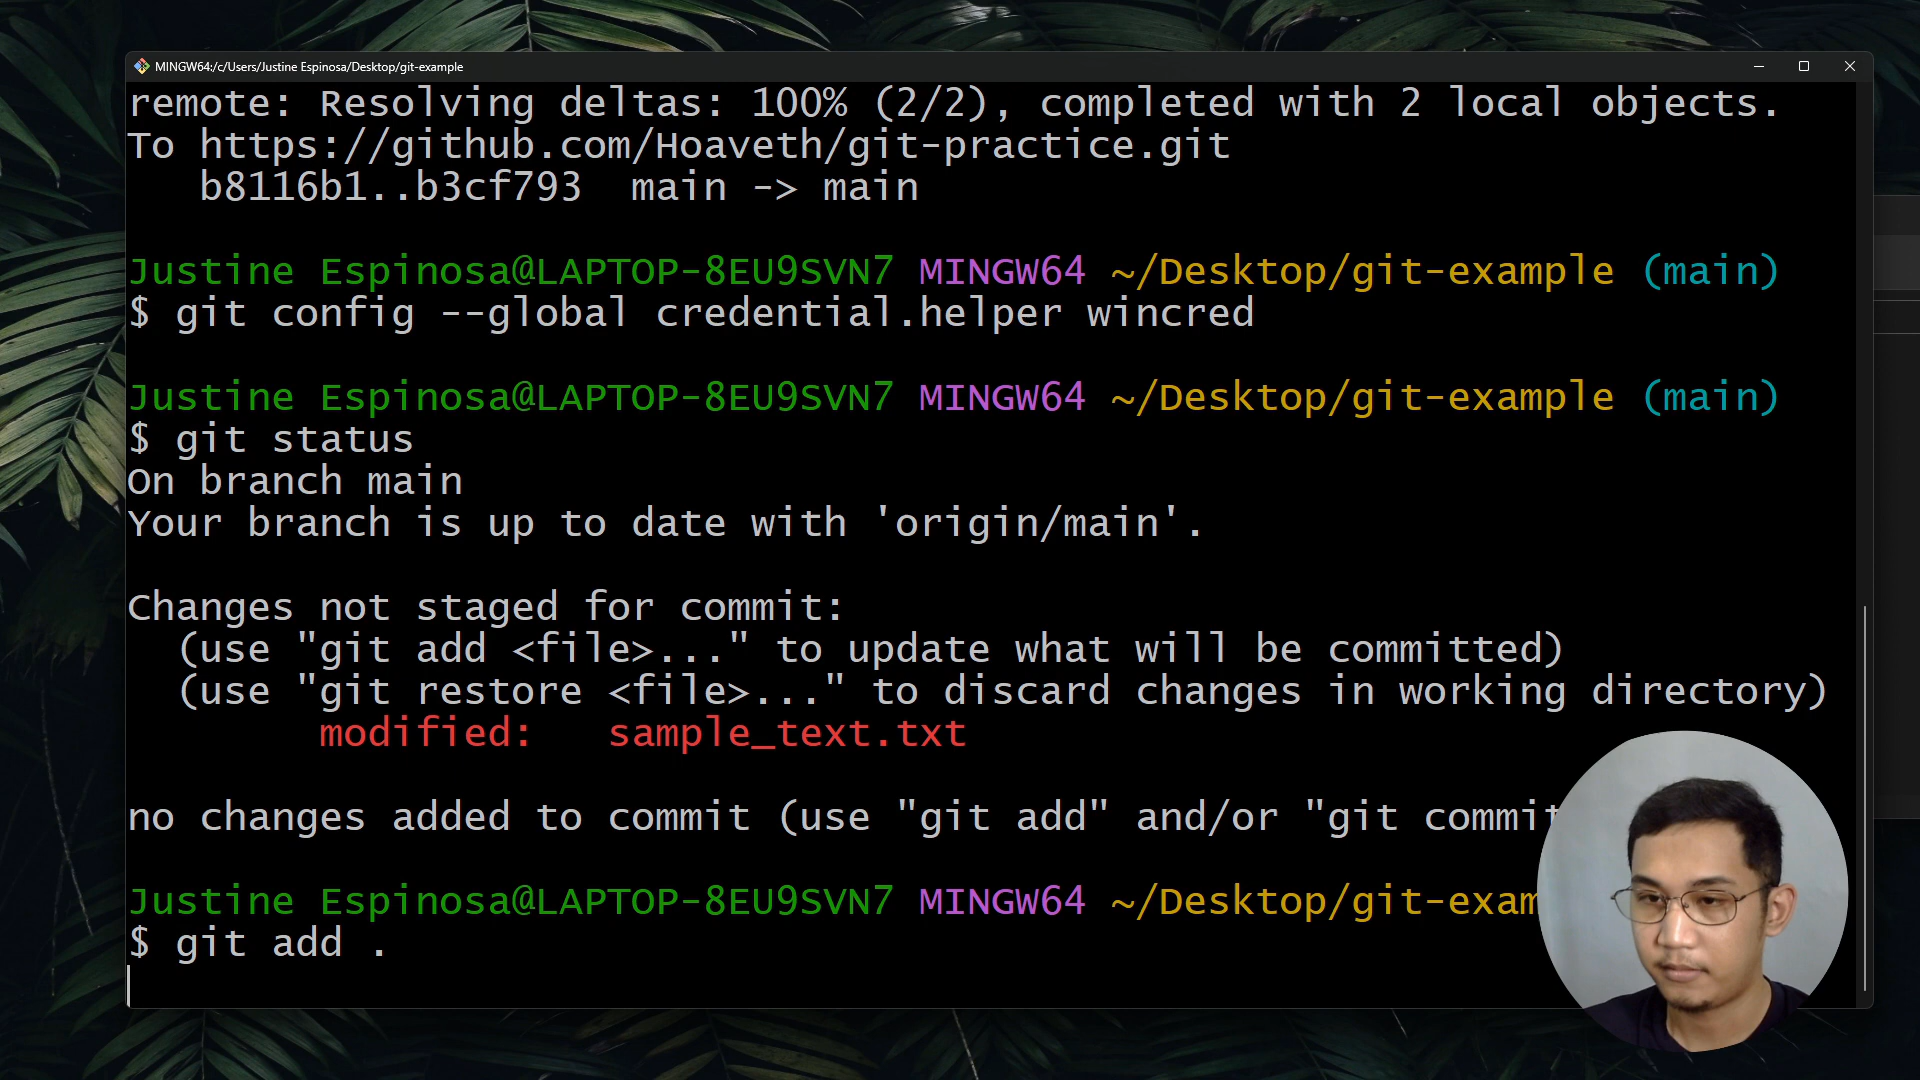 MINGW64:/c/Users/Justine Espinosa/Desktop/git-example
remote: Resolving deltas: 100% (2/2), completed with 2 local objects.
To https://github.com/Hoaveth/git-practice.git
   b8116b1..b3cf793  main -> main
Justine Espinosa@LAPTOP-8EU9SVN7 MINGW64 ~/Desktop/git-example (main)
$ git config --global credential.helper wincred
Justine Espinosa@LAPTOP-8EU9SVN7 MINGW64 ~/Desktop/git-example (main)
$ git status
On branch main
Your branch is up to date with 'origin/main'.
Changes not staged for commit:
  (use "git add <file>..." to update what will be committed)
  (use "git restore <file>..." to discard changes in working directory)
        modified:   sample_text.txt
no changes added to commit (use "git add" and/or "git commit
Justine Espinosa@LAPTOP-8EU9SVN7 MINGW64 ~/Desktop/git-exam
$ git add .